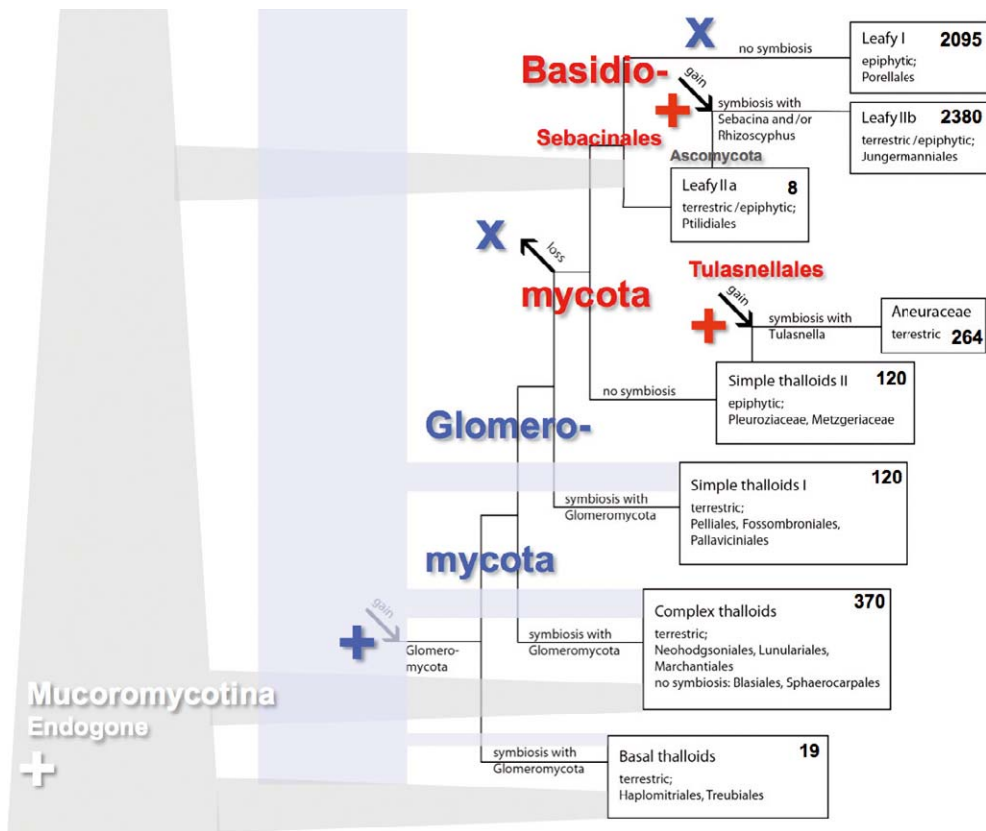 X
no symbiosis
Leafy I 2095
epiphytic;
Porellales
Basidio-
gain
+
symbiosis with
Sebacina and/or
Rhizoscyphus
Leafy IIb 2380
terrestric/epiphytic;
Jungermanniales
Sebacinales
Ascomycota
Leafy II a 8
terrestric/epiphytic;
Ptilidiales
X
loss
mycota
Tulasnellales
gain
+
symbiosis with
Tulasnella
Aneuraceae
terrestric 264
no symbiosis
Simple thalloids II 120
epiphytic;
Pleuroziaceae, Metzgeriaceae
Glomero-
symbiosis with
Glomeromycota
Simple thalloids I 120
terrestric;
Pelliales, Fossombroniales,
Pallaviciniales
mycota
gain
+
Glomero-
mycota
symbiosis with
Glomeromycota
Complex thalloids 370
terrestric;
Neohodgsoniales, Lunulariales,
Marchantiales
no symbiosis: Blasiales, Sphaerocarpales
Mucoromycotina
Endogone
+
symbiosis with
Glomeromycota
Basal thalloids 19
terrestric;
Haplomitriales, Treubiales